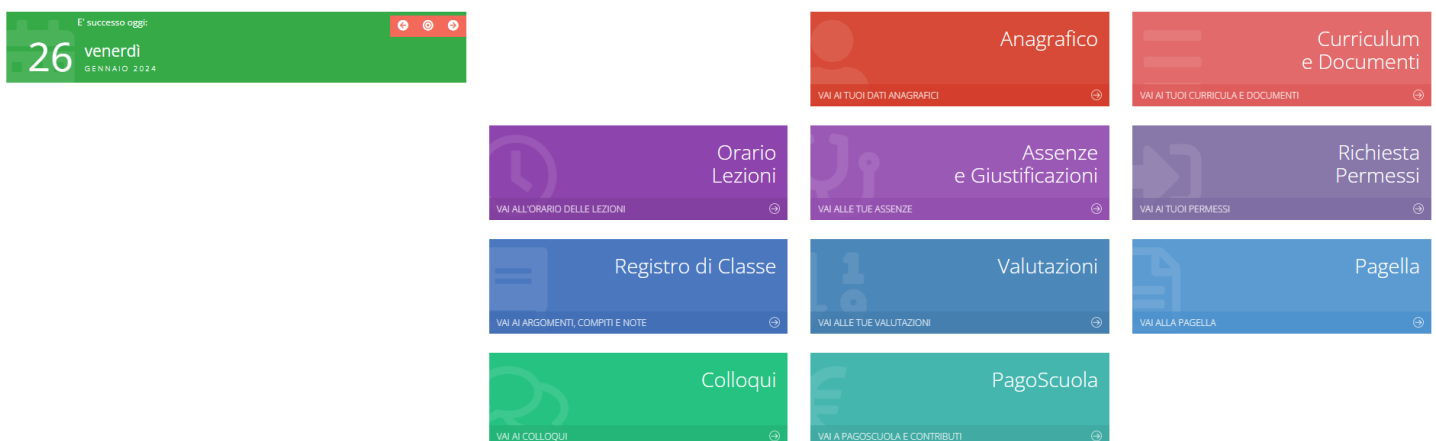 E' successo oggi:
26
venerdì
GENNAIO 2024
Anagrafico
VAI AI TUOI DATI ANAGRAFICI
Curriculum
e Documenti
VAI AI TUOI CURRICULA E DOCUMENTI
Orario
Lezioni
VAI ALL'ORARIO DELLE LEZIONI
Assenze
e Giustificazioni
VAI ALLE TUE ASSENZE
Richiesta
Permessi
VAI AI TUOI PERMESSI
Registro di Classe
VAI AI ARGOMENTI, COMPITI E NOTE
Valutazioni
VAI ALLE TUE VALUTAZIONI
Pagella
VAI ALLA PAGELLA
Colloqui
VAI AI COLLOQUI
PagoScuola
VAI A PAGOSCUOLA E CONTRIBUTI